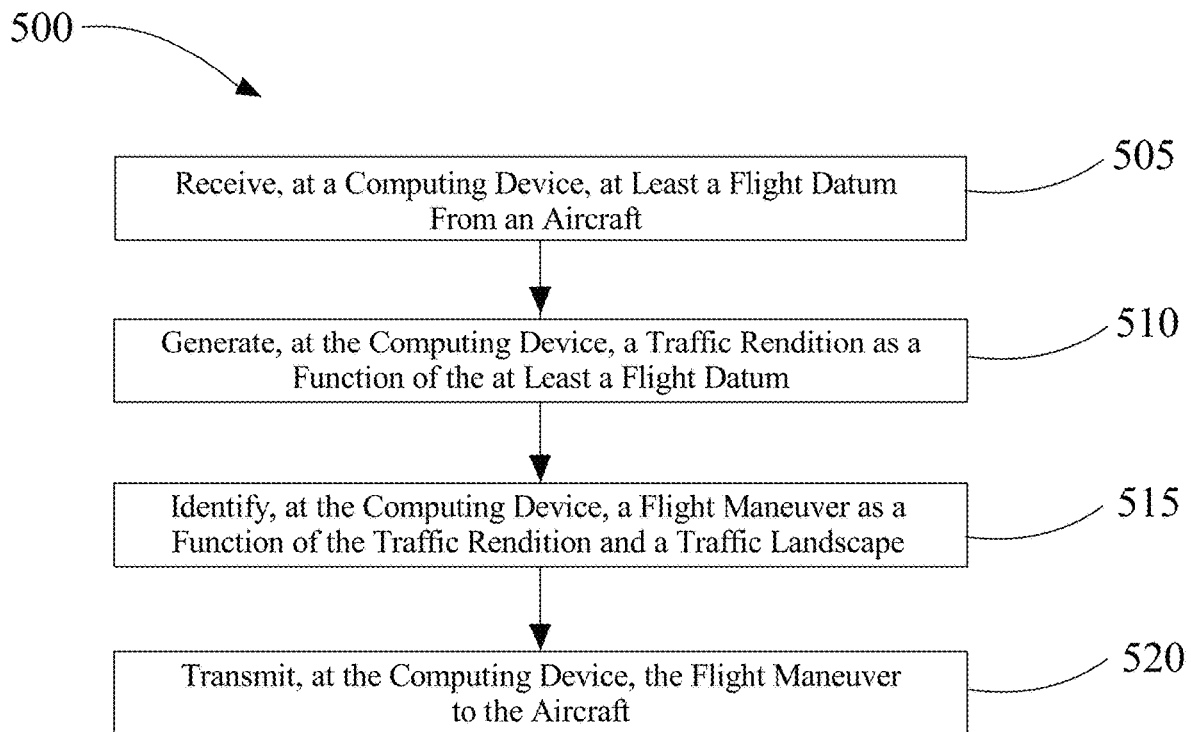 500
505
Receive, at a Computing Device, at Least a Flight Datum
From an Aircraft
510
Generate, at the Computing Device, a Traffic Rendition as a
Function of the at Least a Flight Datum
515
Identify, at the Computing Device, a Flight Maneuver as a
Function of the Traffic Rendition and a Traffic Landscape
520
Transmit, at the Computing Device, the Flight Maneuver
to the Aircraft